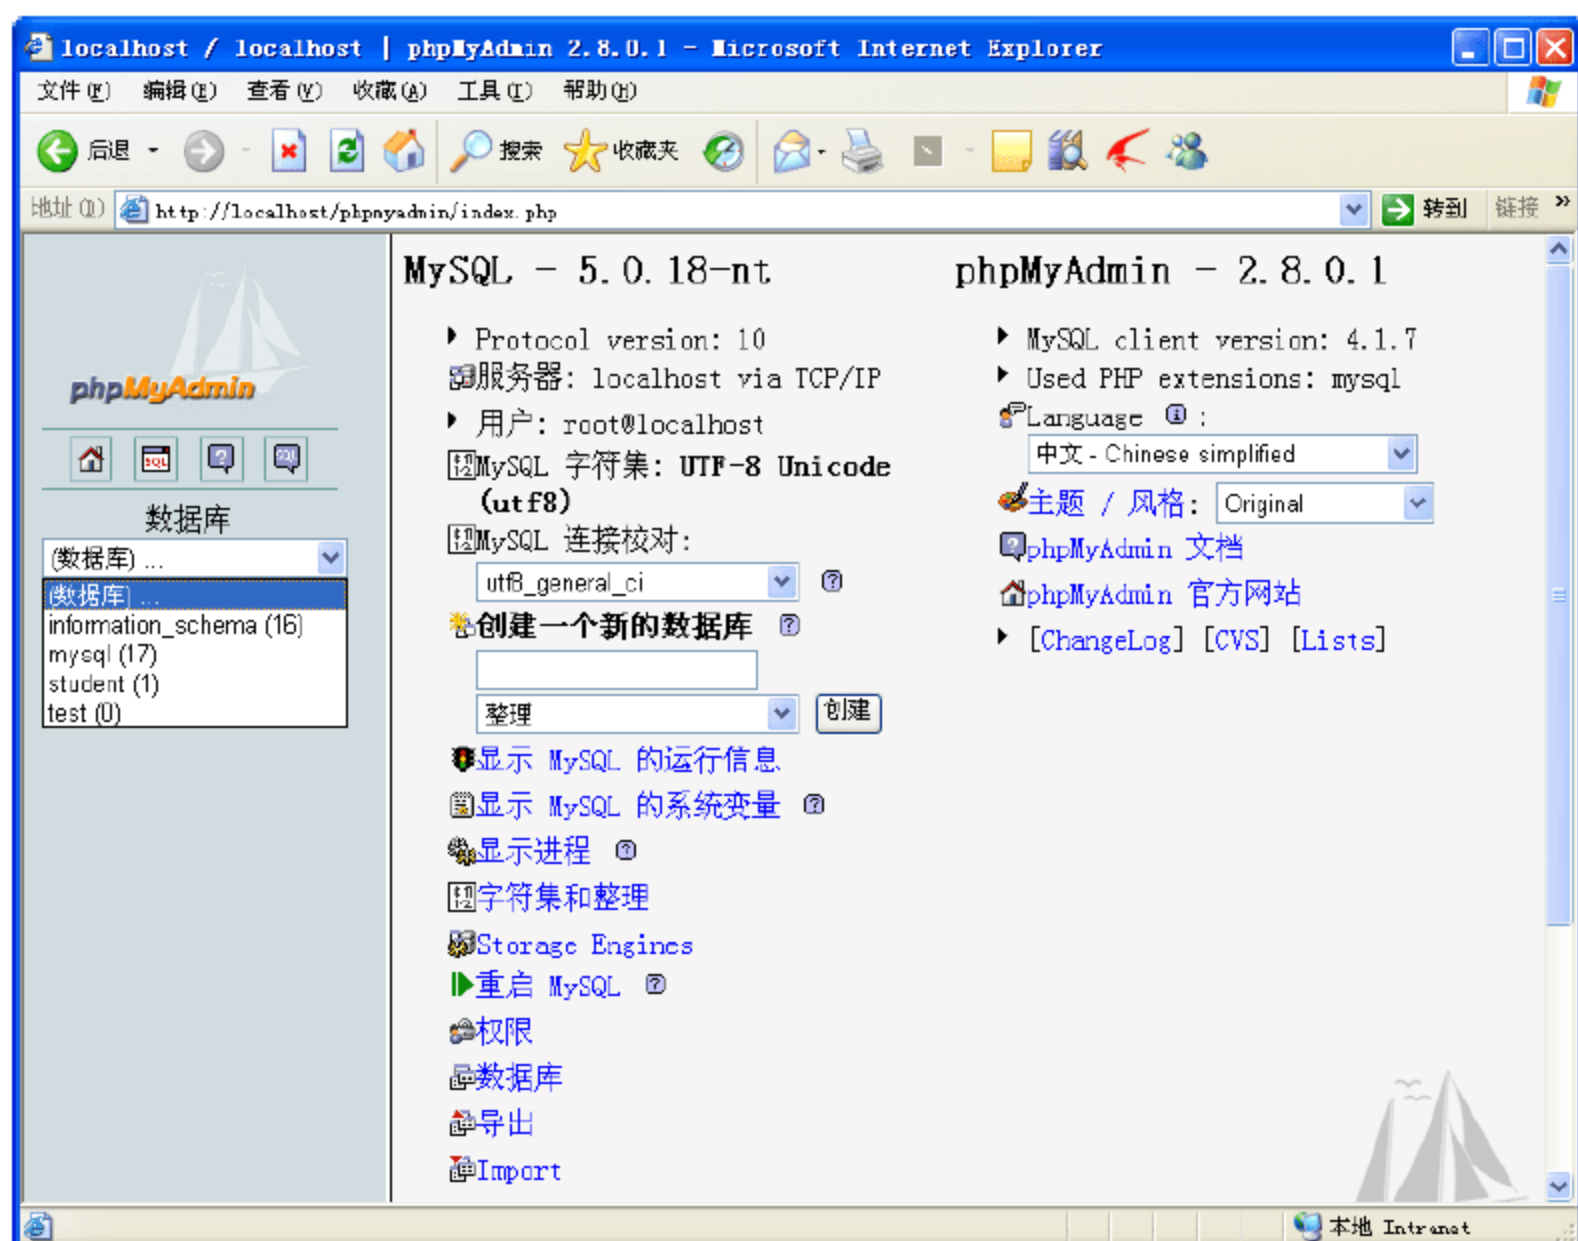 localhost / localhost | phpMyAdmin 2.8.0.1 - Microsoft Internet Explorer
文件(F) 编辑(E) 查看(V) 收藏(A) 工具(T) 帮助(H)
后退 搜索 收藏夹
地址(D) http://localhost/phpmyadmin/index.php 转到 链接 »
phpMyAdmin
SQL
SQL
数据库
(数据库) ...
(数据库) ...
information_schema (16)
mysql (17)
student (1)
test (0)
MySQL - 5.0.18-nt
Protocol version: 10
服务器: localhost via TCP/IP
用户: root@localhost
MySQL 字符集: UTF-8 Unicode
(utf8)
MySQL 连接校对:
utf8_general_ci
创建一个新的数据库
整理 创建
显示 MySQL 的运行信息
显示 MySQL 的系统变量
显示进程
字符集和整理
Storage Engines
重启 MySQL
权限
数据库
导出
Import
phpMyAdmin - 2.8.0.1
MySQL client version: 4.1.7
Used PHP extensions: mysql
Language :
中文 - Chinese simplified
主题 / 风格: Original
phpMyAdmin 文档
phpMyAdmin 官方网站
[ChangeLog] [CVS] [Lists]
本地 Intranet